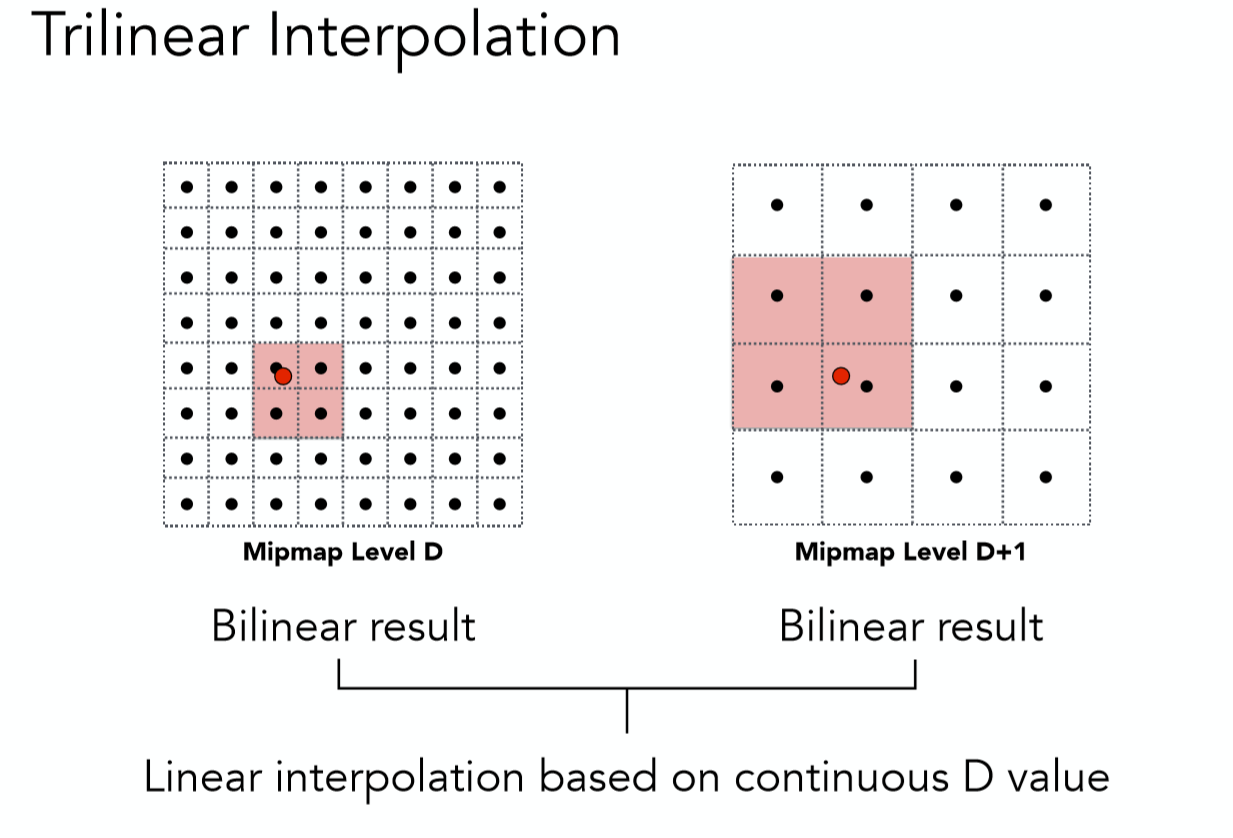 Trilinear Interpolation
Mipmap Level D
Mipmap Level D+1
Bilinear result
Bilinear result
Linear interpolation based on continuous D value